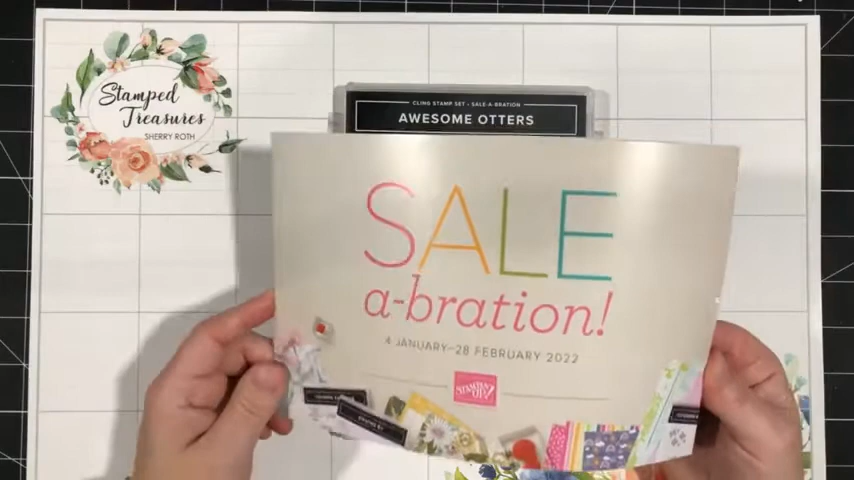 Stamped
Treasures
SHERRY ROTH
CLING STAMP SET • SALE-A-BRATION
AWESOME OTTERS
SALE
a-bration!
4 JANUARY–28 FEBRUARY 2022
STAMPIN' UP!